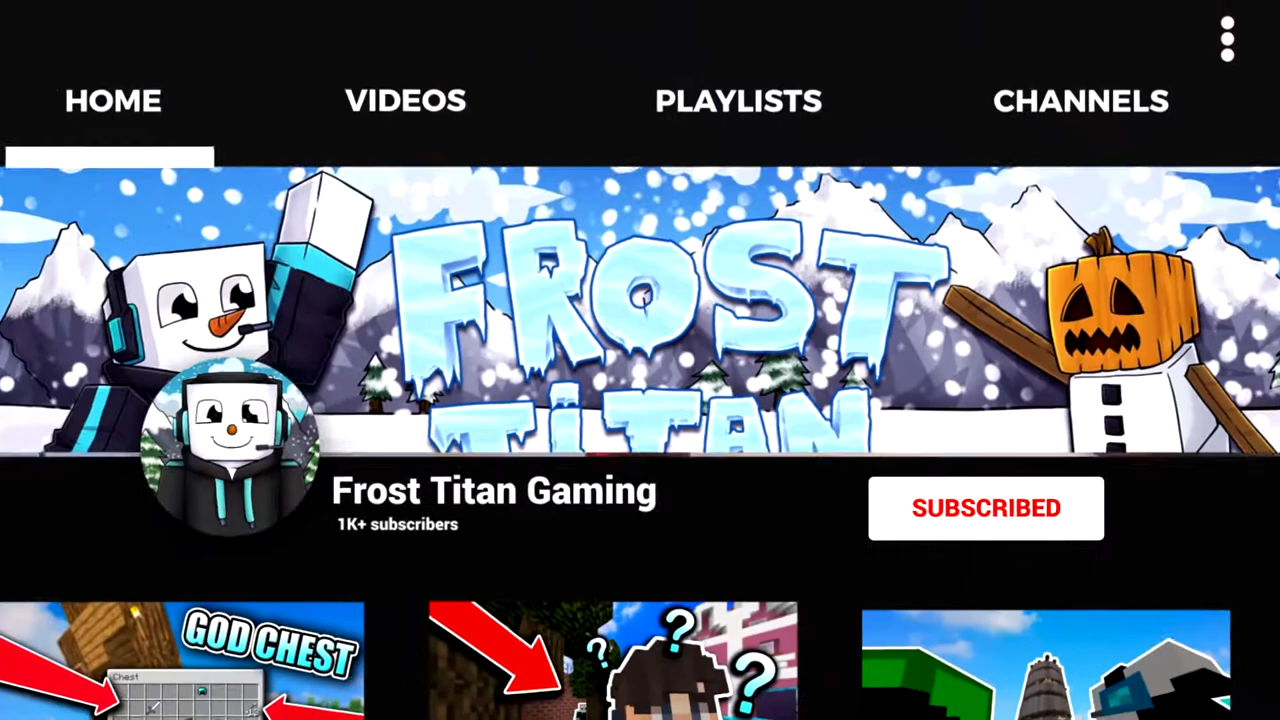 HOME VIDEOS PLAYLISTS CHANNELS
FROST
TITAN
Frost Titan Gaming
1K+ subscribers
SUBSCRIBED
GOD CHEST
Chest
? ? ?